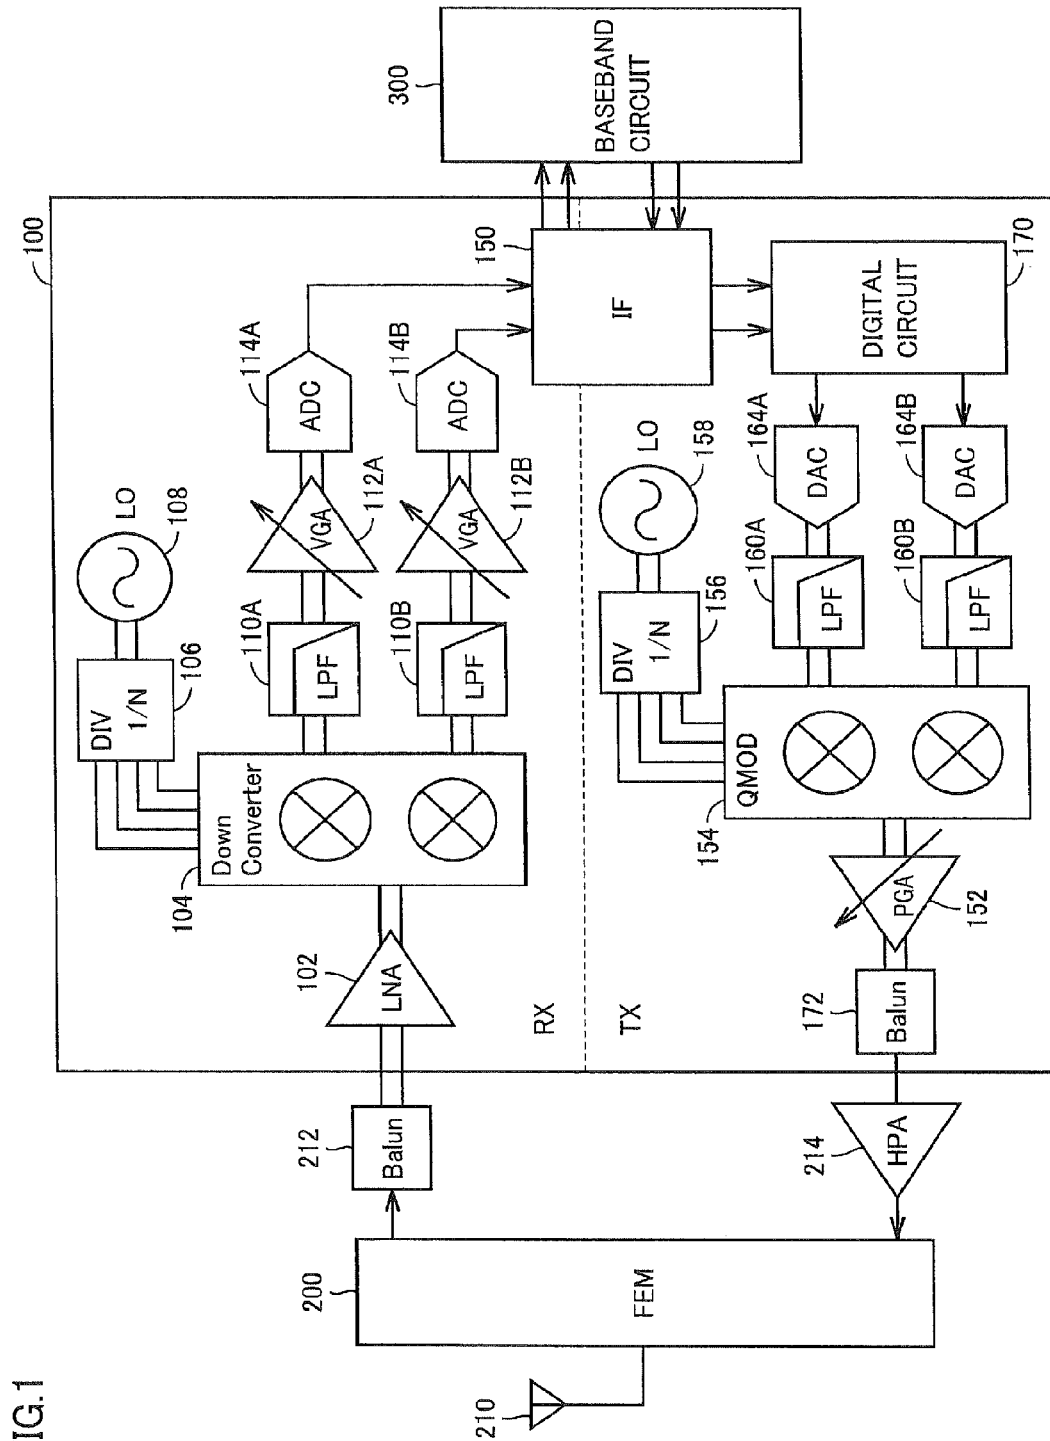 IG.1
100
300
BASEBAND
CIRCUIT
LO
108
DIV
1/N
106
114A
ADC
114B
ADC
150
IF
VGA
112A
VGA
112B
110A
LPF
110B
LPF
Down
Converter
104
102
LNA
RX
TX
212
Balun
200
FEM
210
170
DIGITAL
CIRCUIT
LO
158
DIV
1/N
156
164A
DAC
164B
DAC
160A
LPF
160B
LPF
QMOD
154
PGA
152
172
Balun
214
HPA